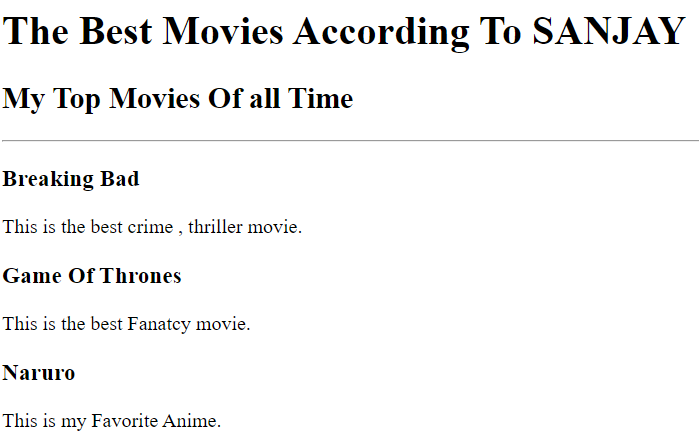 The Best Movies According To SANJAY
My Top Movies Of all Time
Breaking Bad
This is the best crime , thriller movie.
Game Of Thrones
This is the best Fanatcy movie.
Naruro
This is my Favorite Anime.